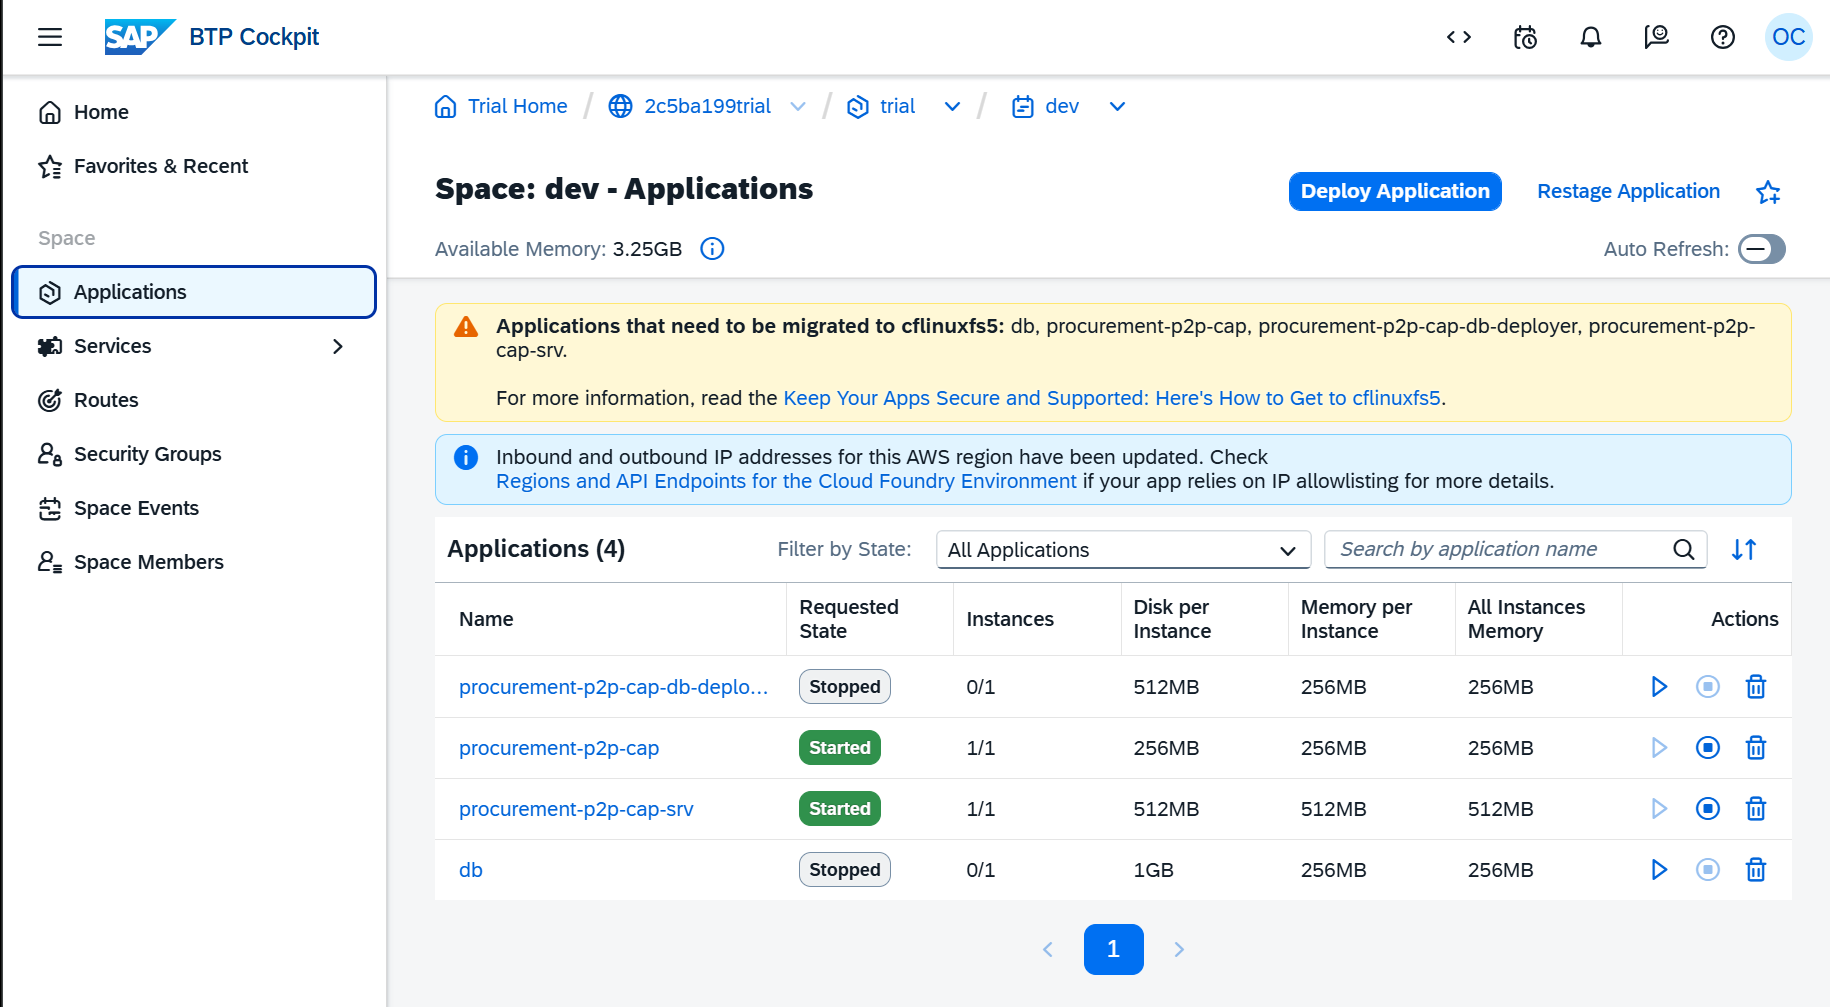 SAP BTP Cockpit
OC
Home
Favorites & Recent
Space
Applications
Services
Routes
Security Groups
Space Events
Space Members
Trial Home / 2c5ba199trial / trial / dev
Space: dev - Applications
Deploy Application
Restage Application
Available Memory: 3.25GB
Auto Refresh:
Applications that need to be migrated to cflinuxfs5: db, procurement-p2p-cap, procurement-p2p-cap-db-deployer, procurement-p2p-
cap-srv.
For more information, read the Keep Your Apps Secure and Supported: Here's How to Get to cflinuxfs5.
Inbound and outbound IP addresses for this AWS region have been updated. Check
Regions and API Endpoints for the Cloud Foundry Environment if your app relies on IP allowlisting for more details.
Applications (4)
Filter by State:
All Applications
Search by application name
Name
Requested
State
Instances
Disk per
Instance
Memory per
Instance
All Instances
Memory
Actions
procurement-p2p-cap-db-deplo... Stopped 0/1 512MB 256MB 256MB
procurement-p2p-cap Started 1/1 256MB 256MB 256MB
procurement-p2p-cap-srv Started 1/1 512MB 512MB 512MB
db Stopped 0/1 1GB 256MB 256MB
1